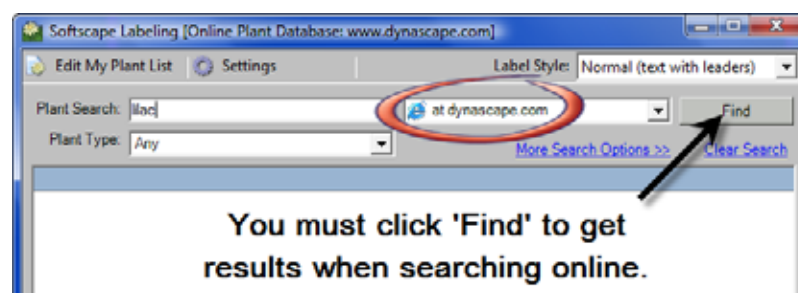 Softscape Labeling [Online Plant Database: www.dynascape.com]
Edit My Plant List Settings Label Style: Normal (text with leaders)
Plant Search: lilac at dynascape.com Find
Plant Type: Any More Search Options >> Clear Search
You must click 'Find' to get
results when searching online.